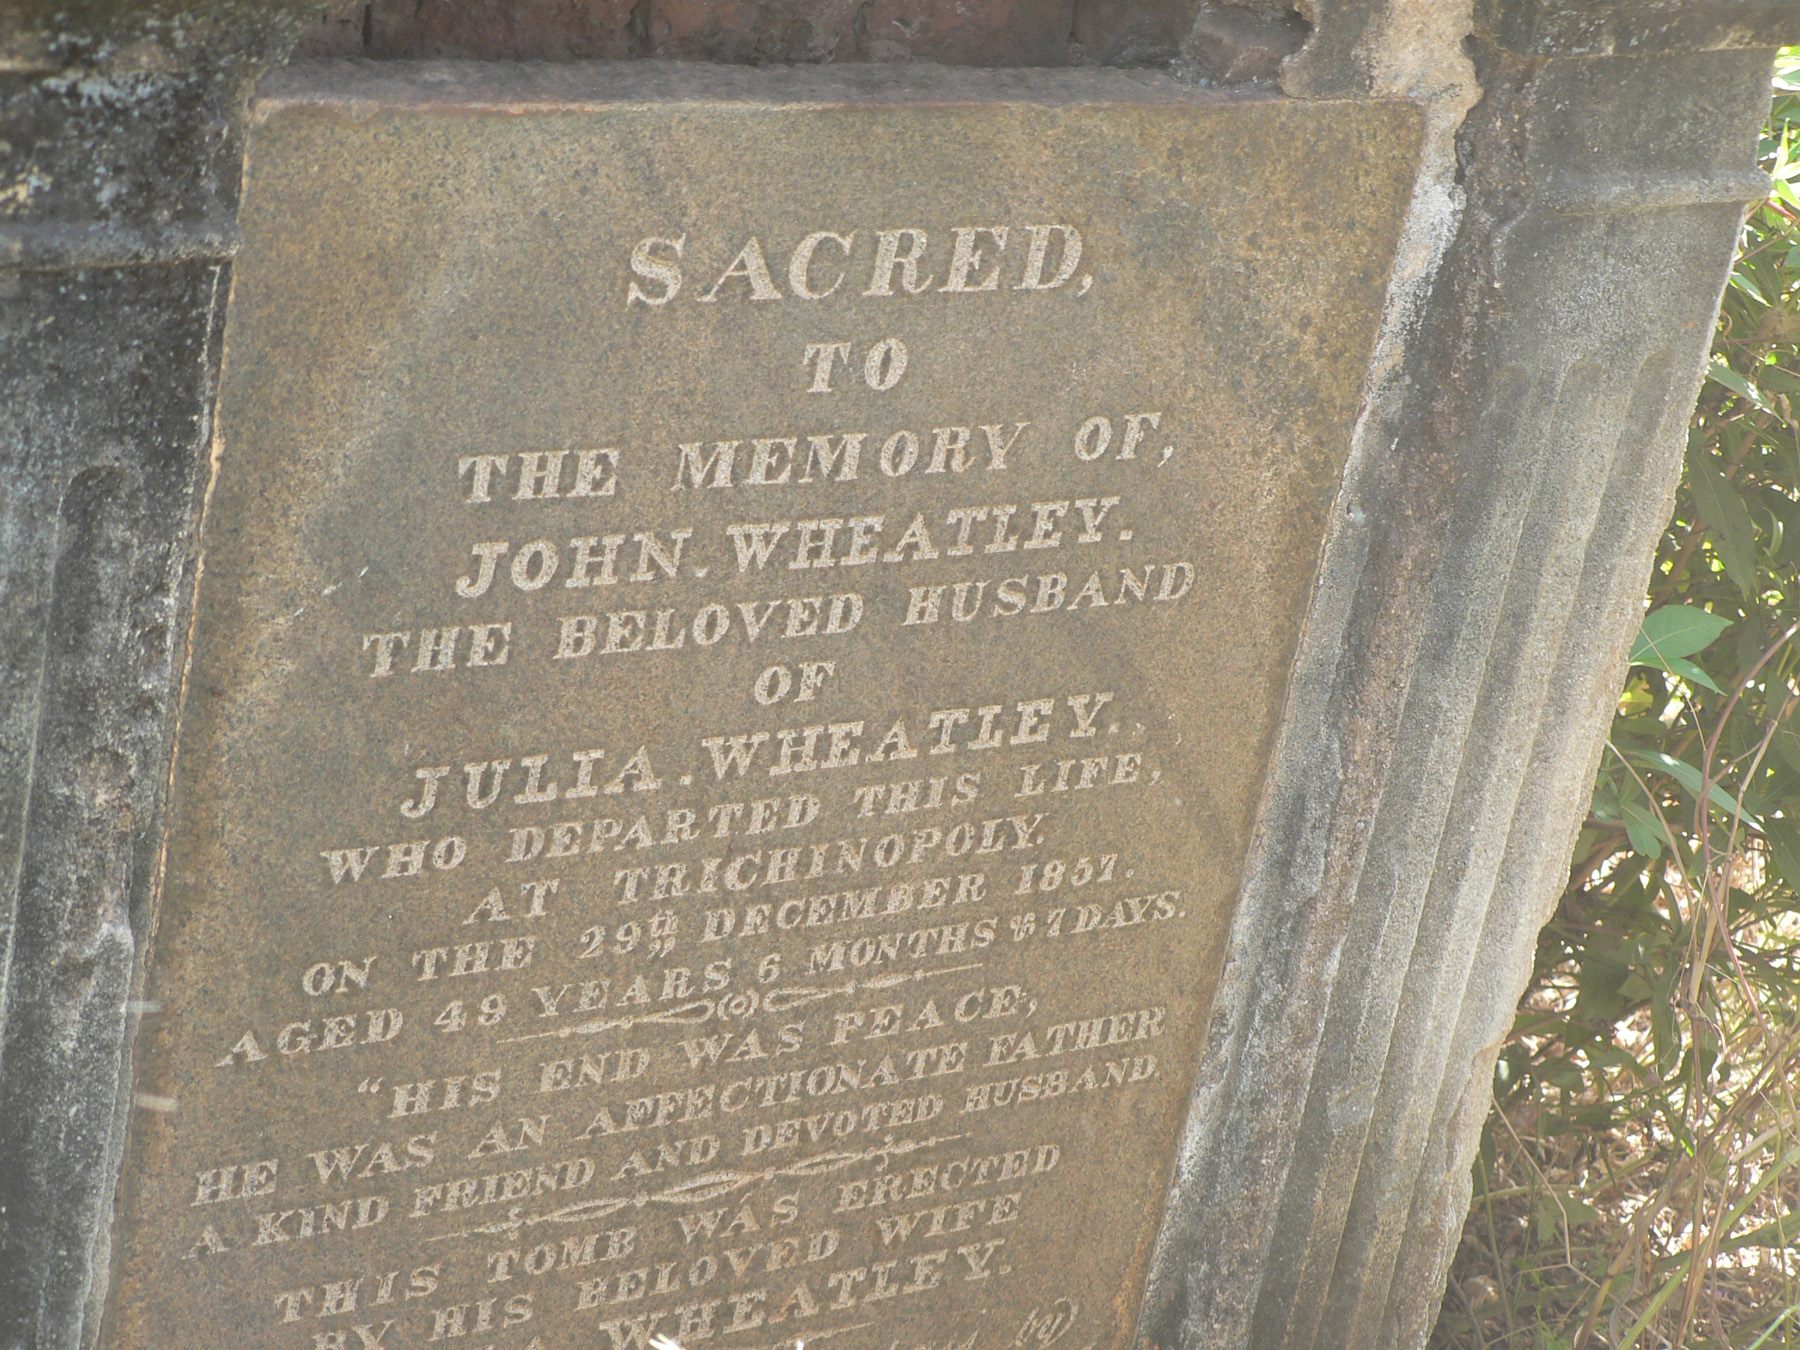 SACRED,
TO
THE MEMORY OF,
JOHN. WHEATLEY.
THE BELOVED HUSBAND
OF
JULIA. WHEATLEY.
WHO DEPARTED THIS LIFE,
AT TRICHINOPOLY.
ON THE 29th DECEMBER 1857.
AGED 49 YEARS 6 MONTHS & 7 DAYS.
"HIS END WAS PEACE,
HE WAS AN AFFECTIONATE FATHER
A KIND FRIEND AND DEVOTED HUSBAND.
THIS TOMB WAS ERECTED
BY HIS BELOVED WIFE
WHEATLEY.